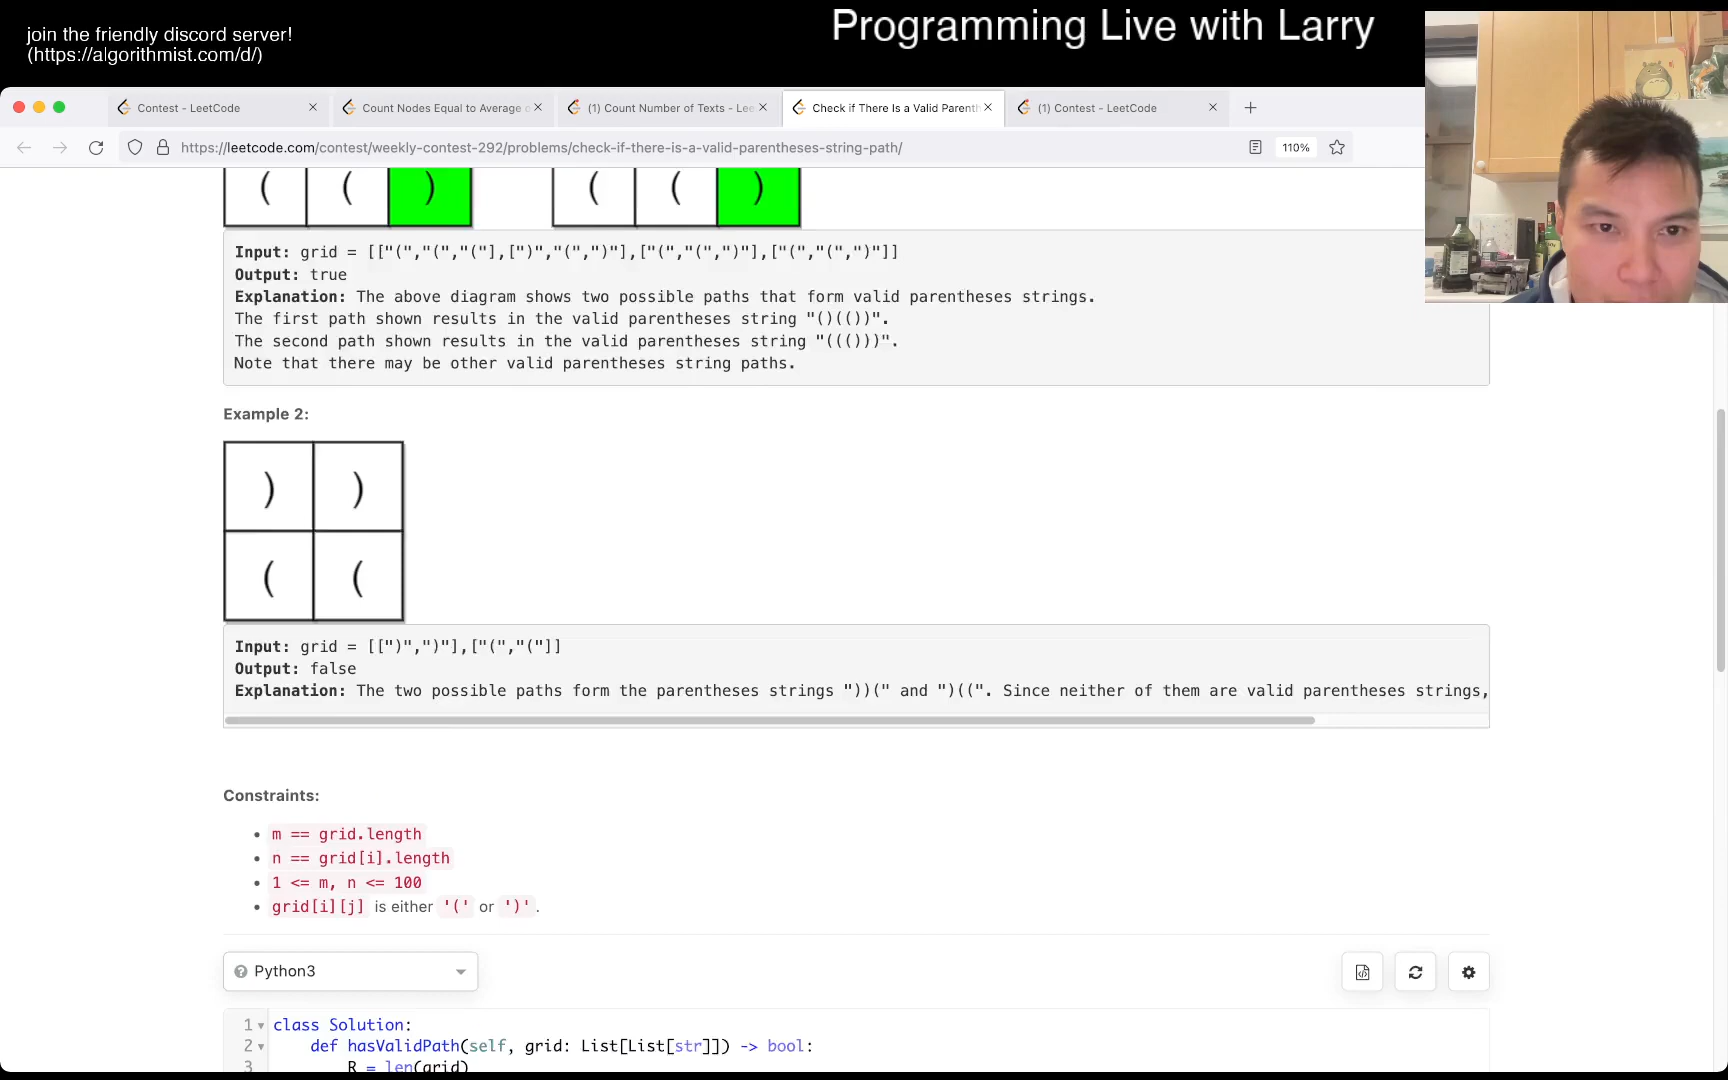 join the friendly discord server!
(https://algorithmist.com/d/)
Programming Live with Larry
Contest - LeetCode
Count Nodes Equal to Average o
(1) Count Number of Texts - Lee
Check if There Is a Valid Parenth
(1) Contest - LeetCode
https://leetcode.com/contest/weekly-contest-292/problems/check-if-there-is-a-valid-parentheses-string-path/
110%
( ( ) ( ( )
Input: grid = [["(","(","("],[")","(",")"],["(","(",")"],["(","(",")"]]
Output: true
Explanation: The above diagram shows two possible paths that form valid parentheses strings.
The first path shown results in the valid parentheses string "()(())".
The second path shown results in the valid parentheses string "((()))".
Note that there may be other valid parentheses string paths.
Example 2:
) )
( (
Input: grid = [[")",")"],["(","("]]
Output: false
Explanation: The two possible paths form the parentheses strings "))(" and ")((". Since neither of them are valid parentheses strings,
Constraints:
m == grid.length
n == grid[i].length
1 <= m, n <= 100
grid[i][j] is either '(' or ')'.
Python3
1 class Solution:
2 def hasValidPath(self, grid: List[List[str]]) -> bool:
3 R = len(grid)